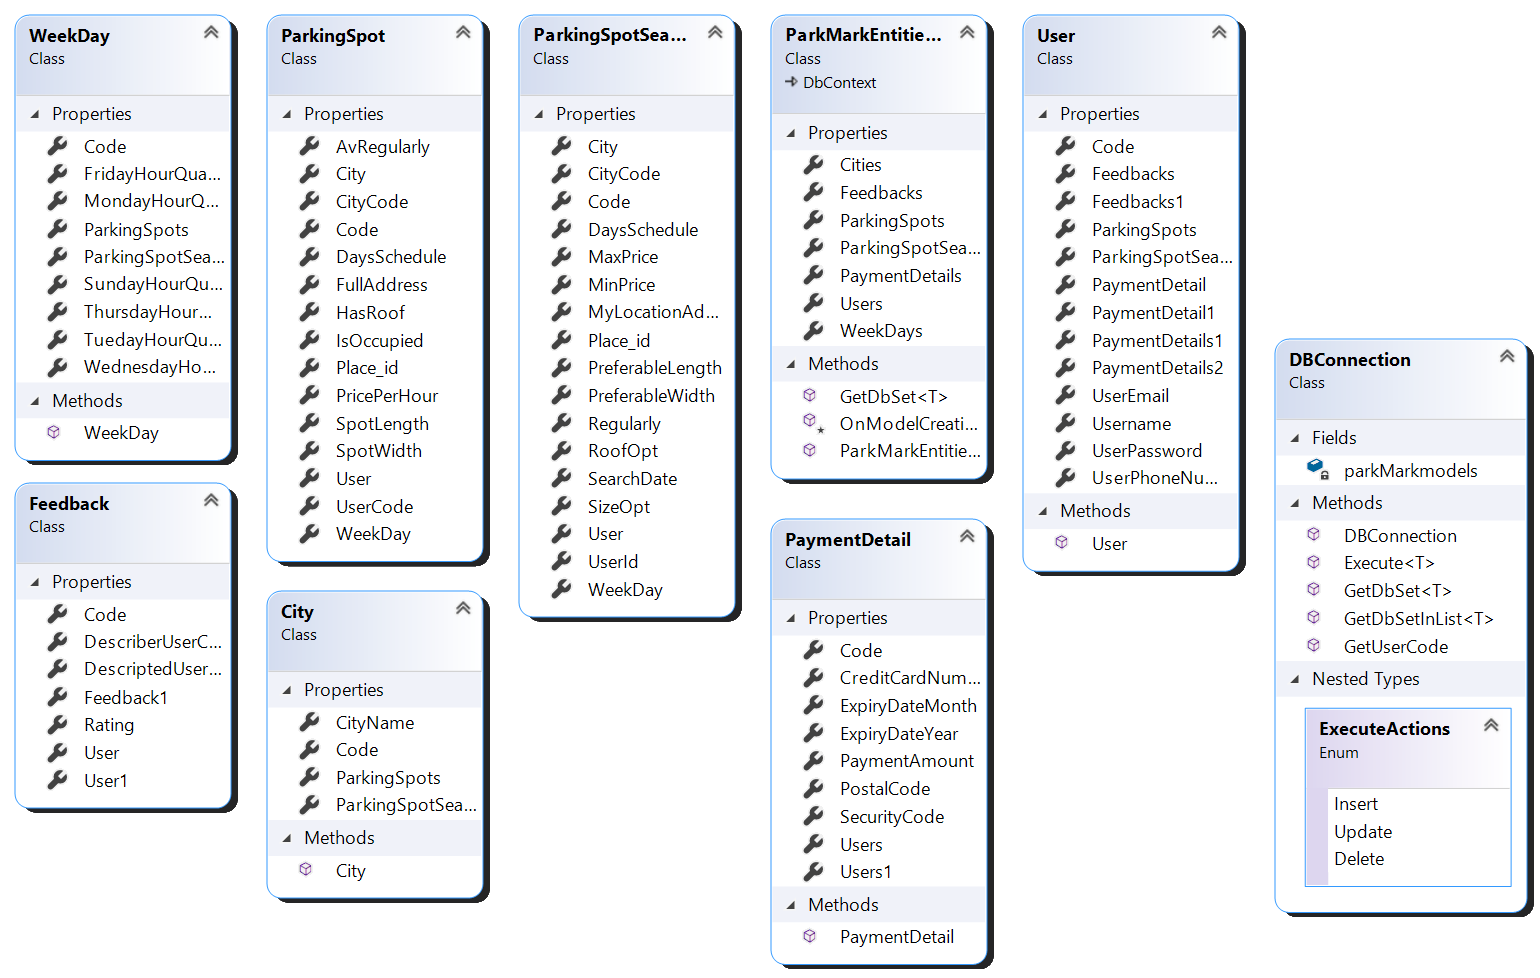 WeekDay
Class
Properties
Code
FridayHourQua...
MondayHourQ...
ParkingSpots
ParkingSpotSea...
SundayHourQu...
ThursdayHour...
TuedayHourQu...
WednesdayHo...
Methods
WeekDay
Feedback
Class
Properties
Code
DescriberUserC...
DescriptedUser...
Feedback1
Rating
User
User1
ParkingSpot
Class
Properties
AvRegularly
City
CityCode
Code
DaysSchedule
FullAddress
HasRoof
IsOccupied
Place_id
PricePerHour
SpotLength
SpotWidth
User
UserCode
WeekDay
City
Class
Properties
CityName
Code
ParkingSpots
ParkingSpotSea...
Methods
City
ParkingSpotSea...
Class
Properties
City
CityCode
Code
DaysSchedule
MaxPrice
MinPrice
MyLocationAd...
Place_id
PreferableLength
PreferableWidth
Regularly
RoofOpt
SearchDate
SizeOpt
User
UserId
WeekDay
ParkMarkEntitie...
Class
DbContext
Properties
Cities
Feedbacks
ParkingSpots
ParkingSpotSea...
PaymentDetails
Users
WeekDays
Methods
GetDbSet<T>
OnModelCreati...
ParkMarkEntitie...
PaymentDetail
Class
Properties
Code
CreditCardNum...
ExpiryDateMonth
ExpiryDateYear
PaymentAmount
PostalCode
SecurityCode
Users
Users1
Methods
PaymentDetail
User
Class
Properties
Code
Feedbacks
Feedbacks1
ParkingSpots
ParkingSpotSea...
PaymentDetail
PaymentDetail1
PaymentDetails1
PaymentDetails2
UserEmail
Username
UserPassword
UserPhoneNu...
Methods
User
DBConnection
Class
Fields
parkMarkmodels
Methods
DBConnection
Execute<T>
GetDbSet<T>
GetDbSetInList<T>
GetUserCode
Nested Types
ExecuteActions
Enum
Insert
Update
Delete